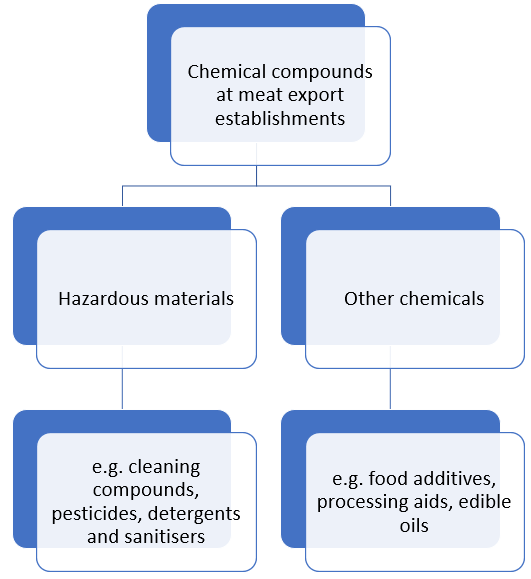 Chemical compounds
at meat export
establishments
Hazardous materials
Other chemicals
e.g. cleaning
compounds,
pesticides, detergents
and sanitisers
e.g. food additives,
processing aids, edible
oils